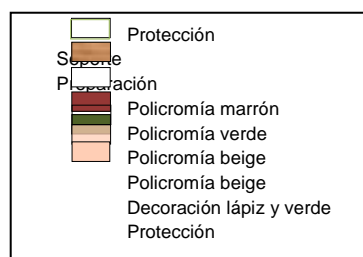 Protección
Soporte
Preparación
Policromía marrón
Policromía verde
Policromía beige
Policromía beige
Decoración lápiz y verde
Protección